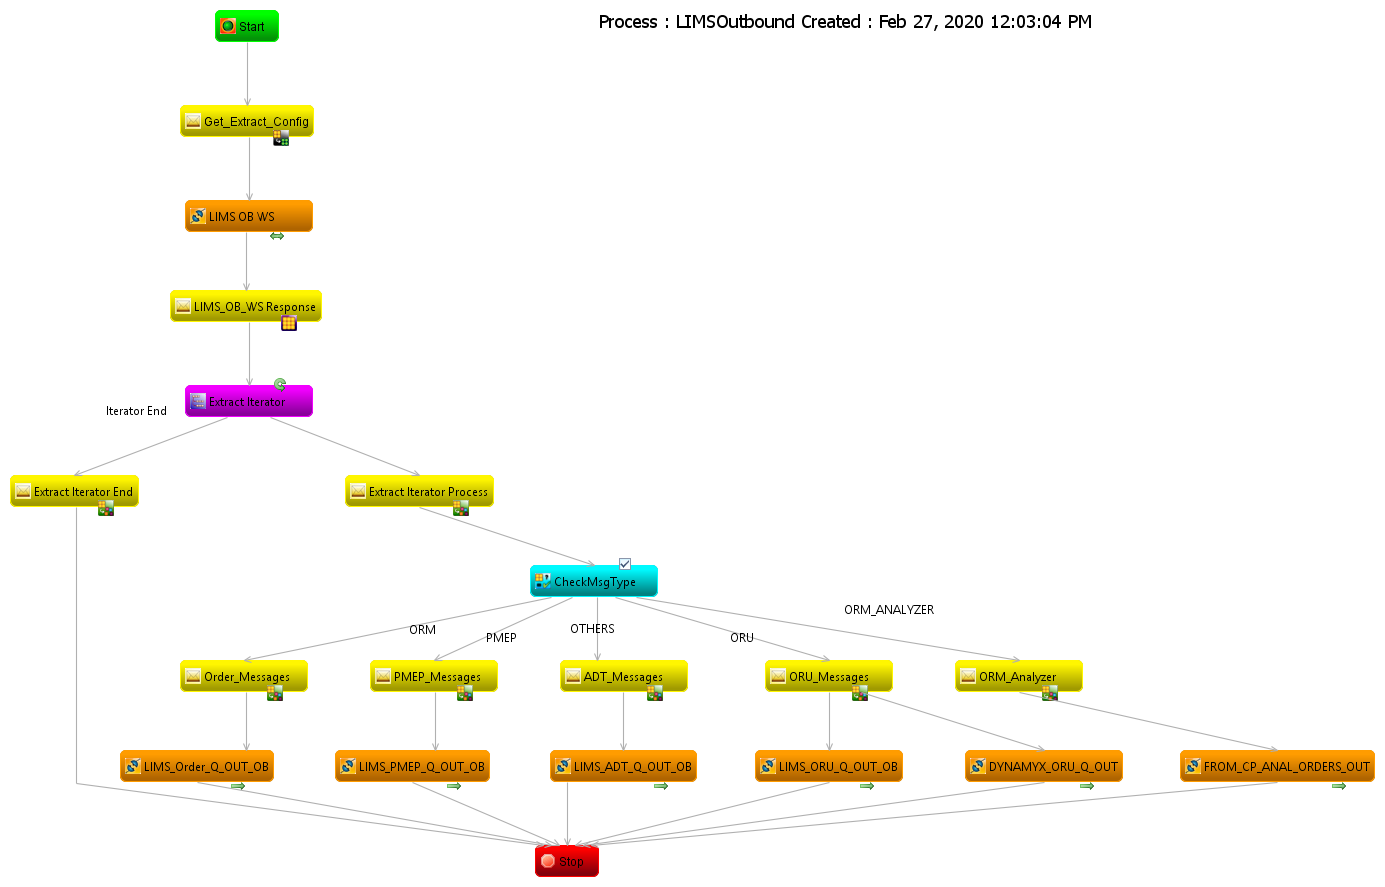 Process : LIMSOutbound Created : Feb 27, 2020 12:03:04 PM
Start
Get_Extract_Config
LIMS OB WS
LIMS_OB_WS Response
Extract Iterator
Iterator End
Extract Iterator End
Extract Iterator Process
CheckMsgType
ORM_ANALYZER
ORM
PMEP
OTHERS
ORU
Order_Messages
PMEP_Messages
ADT_Messages
ORU_Messages
ORM_Analyzer
LIMS_Order_Q_OUT_OB
LIMS_PMEP_Q_OUT_OB
LIMS_ADT_Q_OUT_OB
LIMS_ORU_Q_OUT_OB
DYNAMYX_ORU_Q_OUT
FROM_CP_ANAL_ORDERS_OUT
Stop